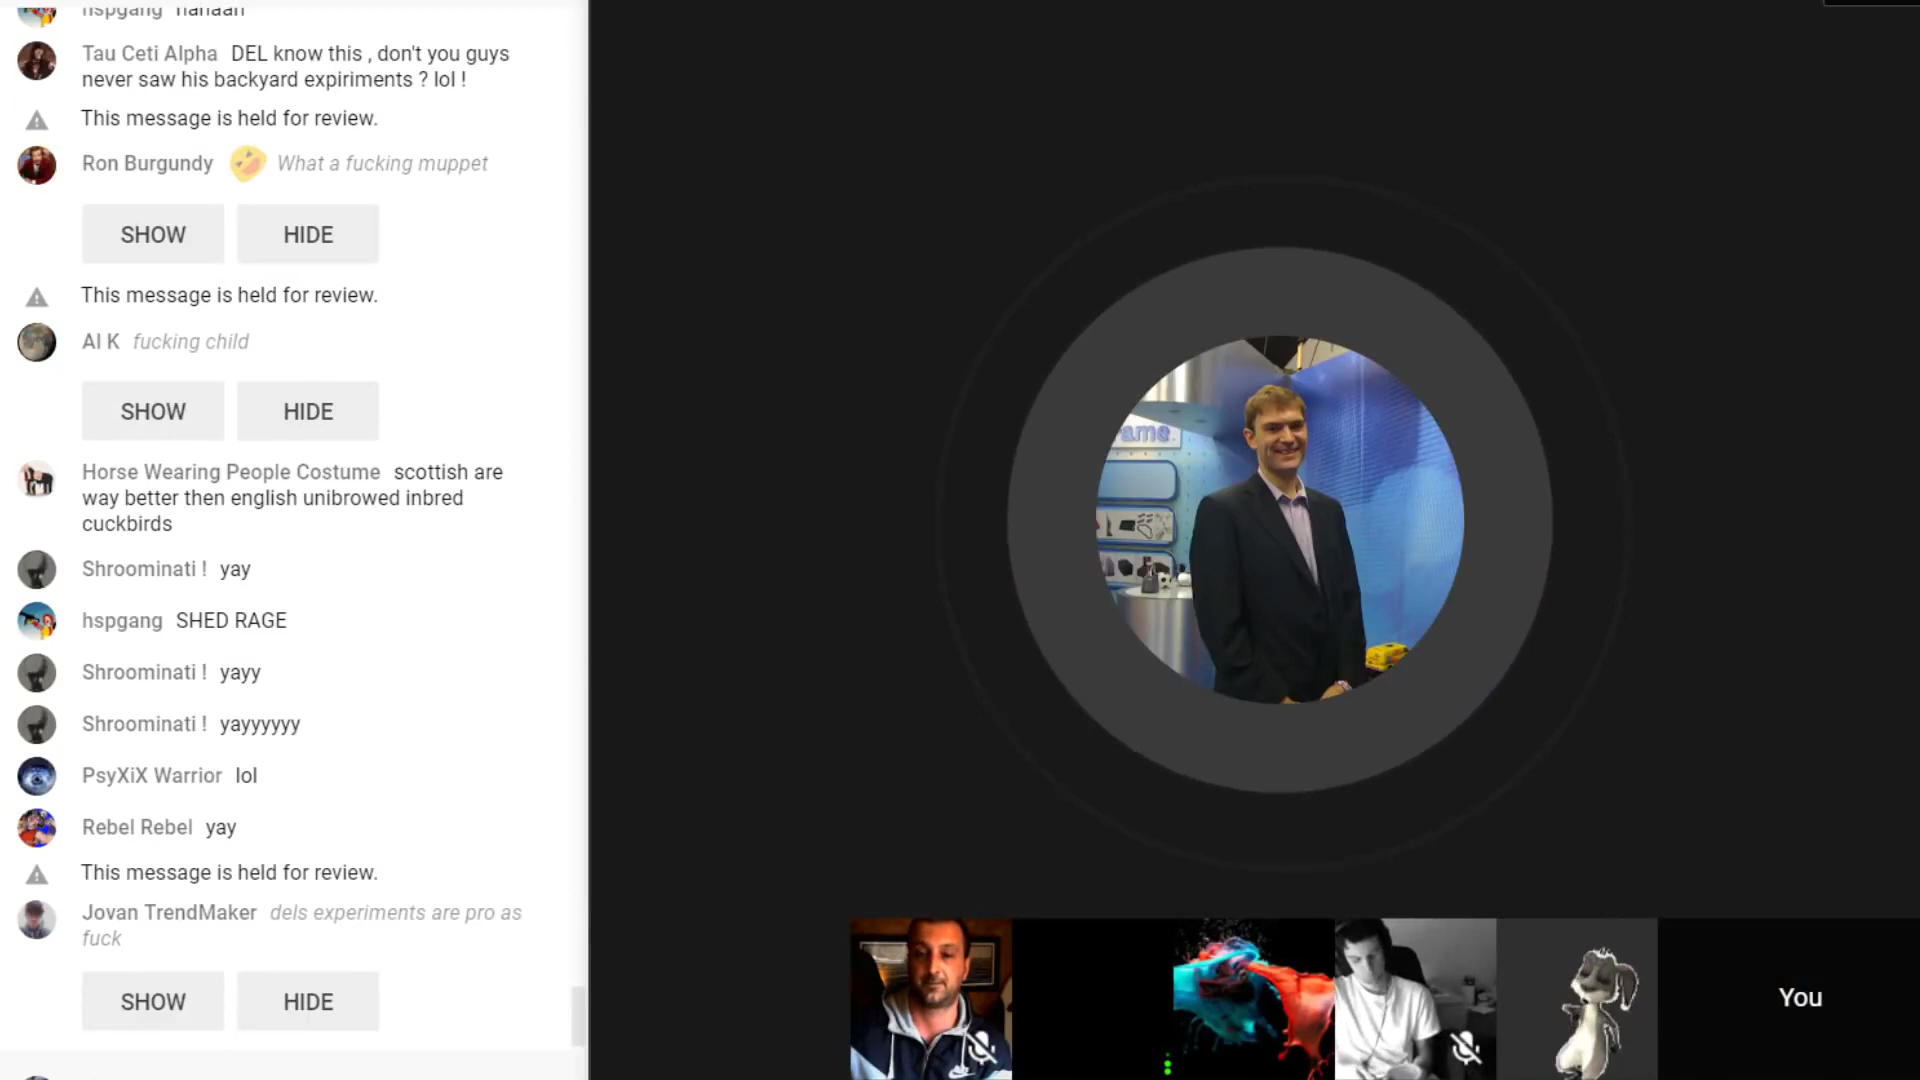 hspgang hahaah
Tau Ceti Alpha DEL know this , don't you guys
never saw his backyard expiriments ? lol !
This message is held for review.
Ron Burgundy What a fucking muppet
SHOW HIDE
This message is held for review.
Al K fucking child
SHOW HIDE
Horse Wearing People Costume scottish are
way better then english unibrowed inbred
cuckbirds
Shroominati ! yay
hspgang SHED RAGE
Shroominati ! yayy
Shroominati ! yayyyyyy
PsyXiX Warrior lol
Rebel Rebel yay
This message is held for review.
Jovan TrendMaker dels experiments are pro as
fuck
SHOW HIDE
ame.
You